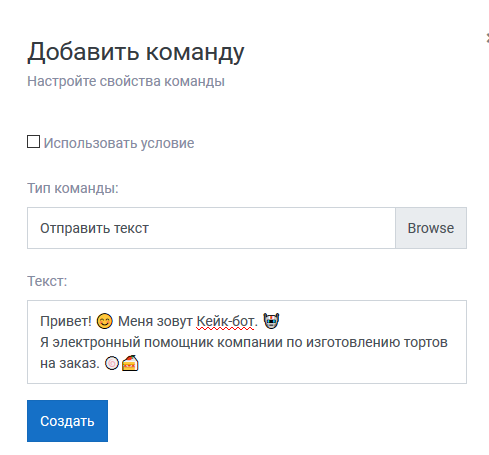 Добавить команду
Настройте свойства команды
Использовать условие
Тип команды:
Отправить текст
Browse
Текст:
Привет! 😊 Меня зовут Кейк-бот. 🤖
Я электронный помощник компании по изготовлению тортов
на заказ. 🍥🍰
Создать